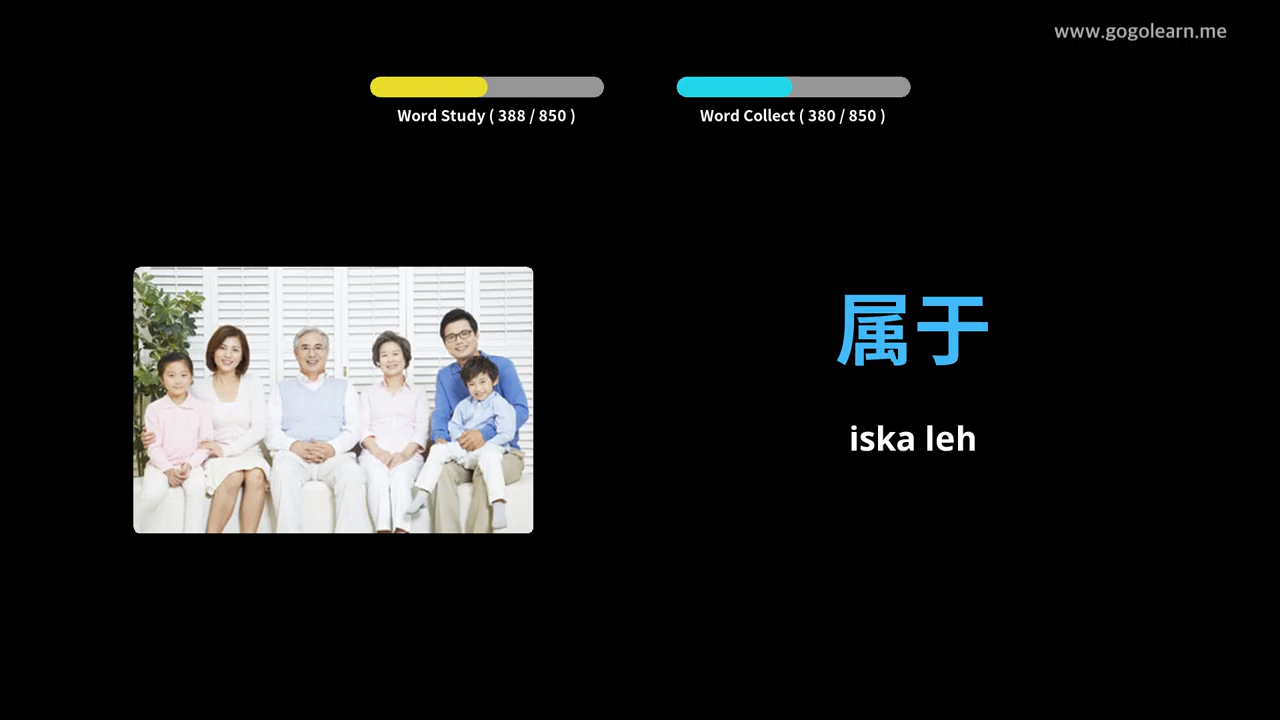 www.gogolearn.me
Word Study ( 388 / 850 )
Word Collect ( 380 / 850 )
属于
iska leh